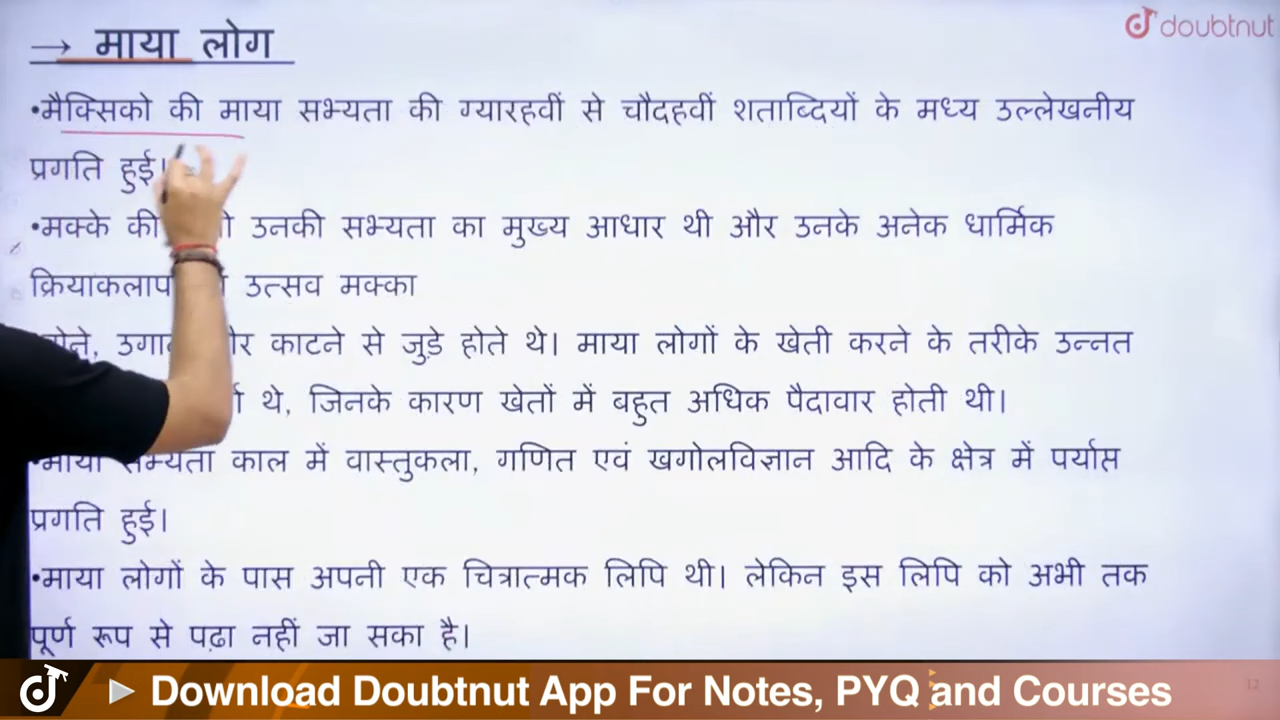 → माया लोग
doubtnut
•मैक्सिको की माया सभ्यता की ग्यारहवीं से चौदहवीं शताब्दियों के मध्य उल्लेखनीय
प्रगति हुई।
•मक्के की उनकी सभ्यता का मुख्य आधार थी और उनके अनेक धार्मिक
उत्सव मक्का
काटने से जुड़े होते थे। माया लोगों के खेती करने के तरीके उन्नत
थे, जिनके कारण खेतों में बहुत अधिक पैदावार होती थी।
•माया सभ्यता काल में वास्तुकला, गणित एवं खगोलविज्ञान आदि के क्षेत्र में पर्याप्त
प्रगति हुई।
•माया लोगों के पास अपनी एक चित्रात्मक लिपि थी। लेकिन इस लिपि को अभी तक
पूर्ण रूप से पढ़ा नहीं जा सका है।
Download Doubtnut App For Notes, PYQ and Courses
12